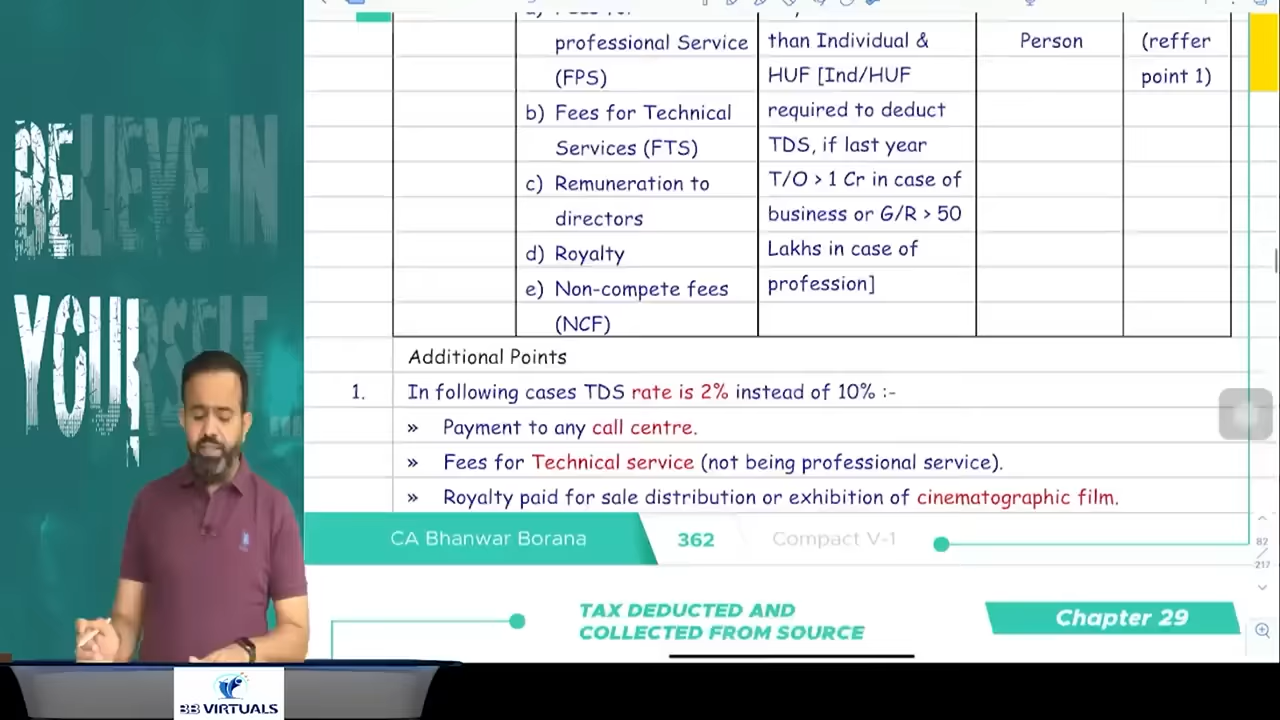 BELIEVE IN
YOURSELF
professional Service
(FPS)
b) Fees for Technical
Services (FTS)
c) Remuneration to
directors
d) Royalty
e) Non-compete fees
(NCF)
than Individual &
HUF [Ind/HUF
required to deduct
TDS, if last year
T/O > 1 Cr in case of
business or G/R > 50
Lakhs in case of
profession]
Person
(reffer
point 1)
Additional Points
1. In following cases TDS rate is 2% instead of 10% :-
» Payment to any call centre.
» Fees for Technical service (not being professional service).
» Royalty paid for sale distribution or exhibition of cinematographic film.
CA Bhanwar Borana 362 Compact V-1
82
217
TAX DEDUCTED AND
COLLECTED FROM SOURCE
Chapter 29
BB VIRTUALS